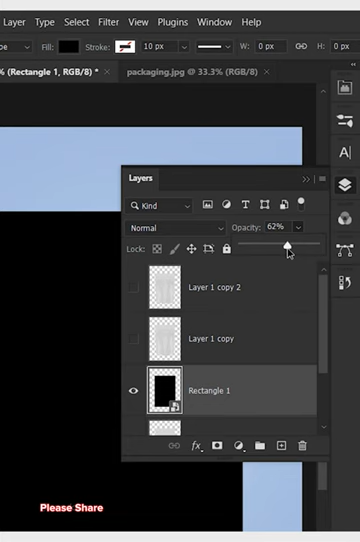 Layer Type Select Filter View Plugins Window Help
Fill: Stroke: 10 px W: 0 px H: 0 px
% (Rectangle 1, RGB/8) * × packaging.jpg @ 33.3% (RGB/8) ×
Layers
Kind
Normal Opacity: 62%
Lock:
Layer 1 copy 2
Layer 1 copy
Rectangle 1
fx
Please Share